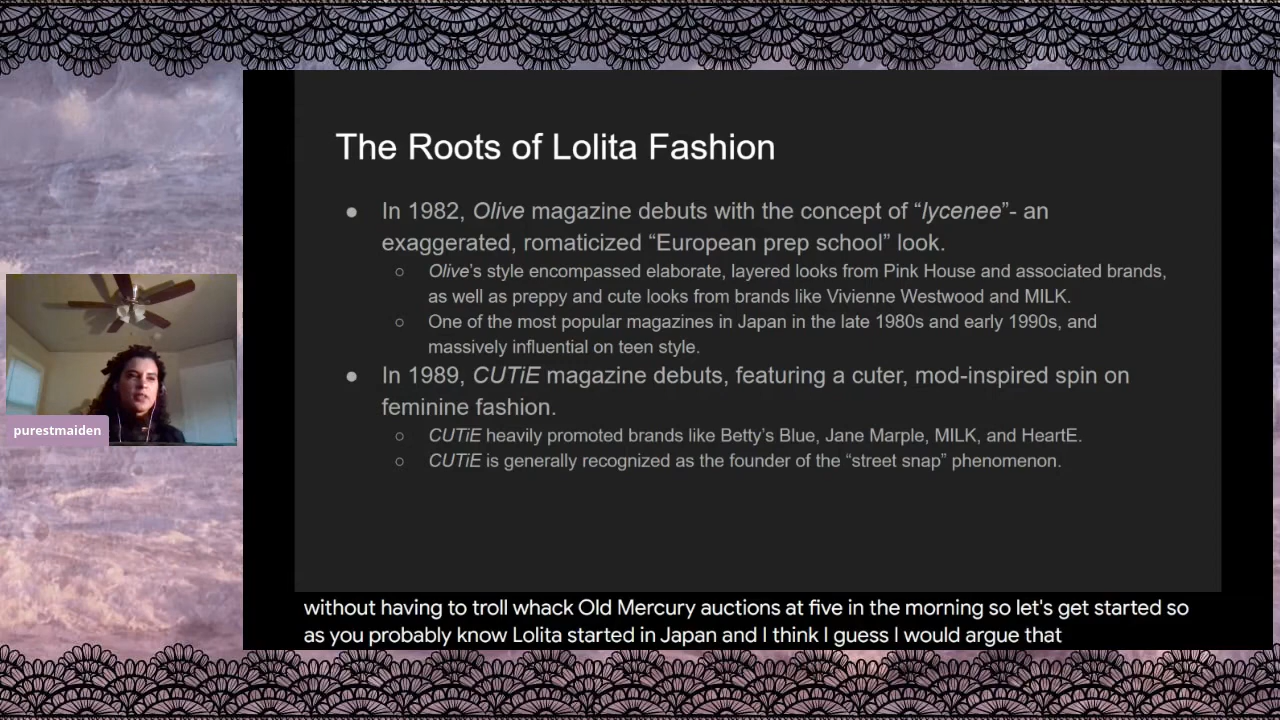 The Roots of Lolita Fashion
● In 1982, Olive magazine debuts with the concept of “lycenee”- an
exaggerated, romaticized “European prep school” look.
○ Olive’s style encompassed elaborate, layered looks from Pink House and associated brands,
as well as preppy and cute looks from brands like Vivienne Westwood and MILK.
○ One of the most popular magazines in Japan in the late 1980s and early 1990s, and
massively influential on teen style.
● In 1989, CUTiE magazine debuts, featuring a cuter, mod-inspired spin on
feminine fashion.
○ CUTiE heavily promoted brands like Betty’s Blue, Jane Marple, MILK, and HeartE.
○ CUTiE is generally recognized as the founder of the “street snap” phenomenon.
purestmaiden
without having to troll whack Old Mercury auctions at five in the morning so let's get started so
as you probably know Lolita started in Japan and I think I guess I would argue that